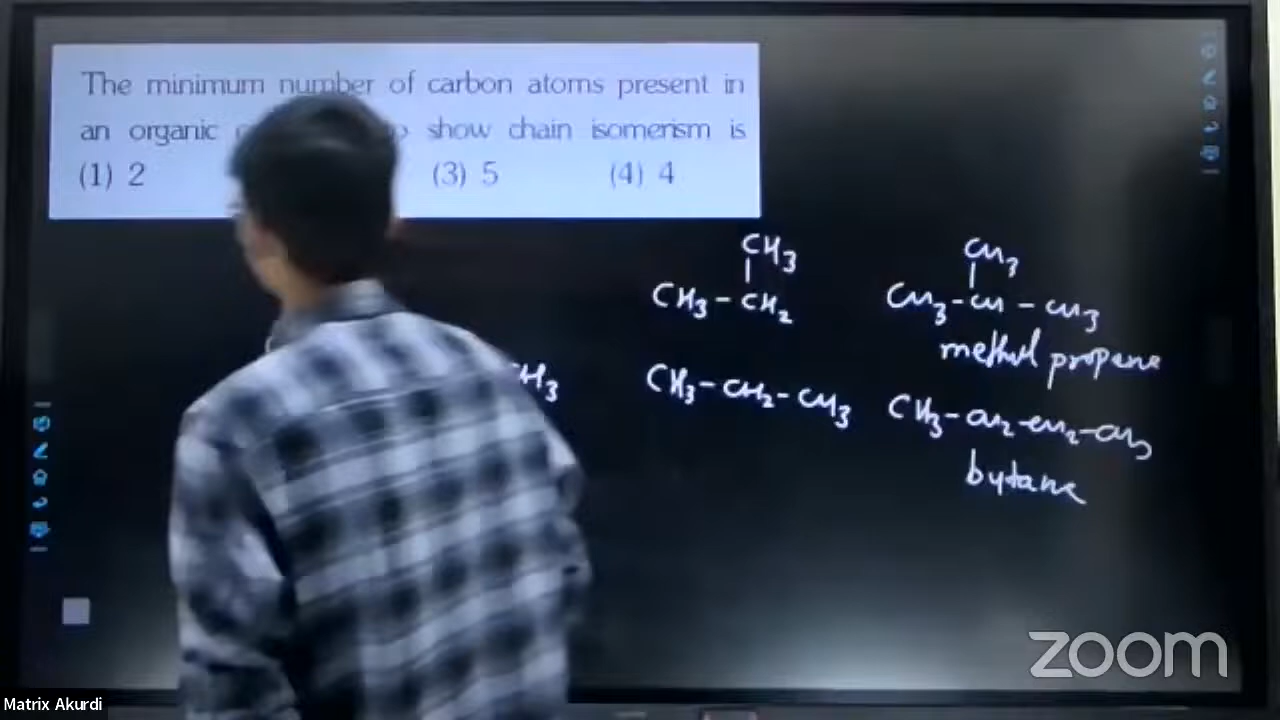 The minimum number of carbon atoms present in
an organic show chain isomerism is
(1) 2 (3) 5 (4) 4
CH3
CH3 - CH2
CH3
CH3 - CH - CH3
methyl propane
CH3
CH3 - CH2 - CH3
CH3 - CH2 - CH2 - CH3
butane
zoom
Matrix Akurdi